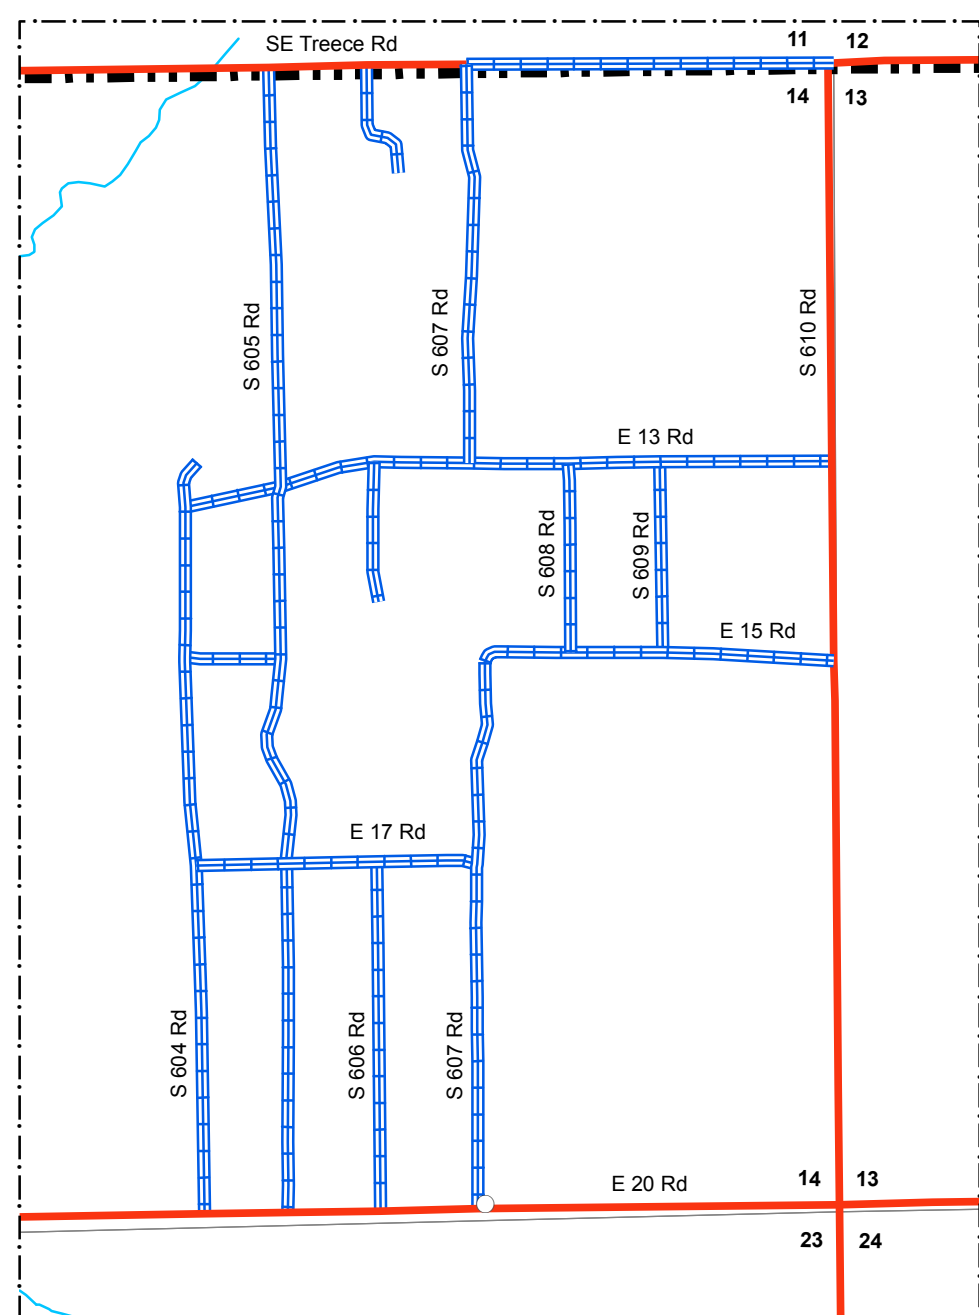 11
12
SE Treece Rd
14
13
S 605 Rd
S 607 Rd
S 610 Rd
E 13 Rd
S 608 Rd
S 609 Rd
E 15 Rd
E 17 Rd
S 604 Rd
S 606 Rd
S 607 Rd
14
13
E 20 Rd
23
24